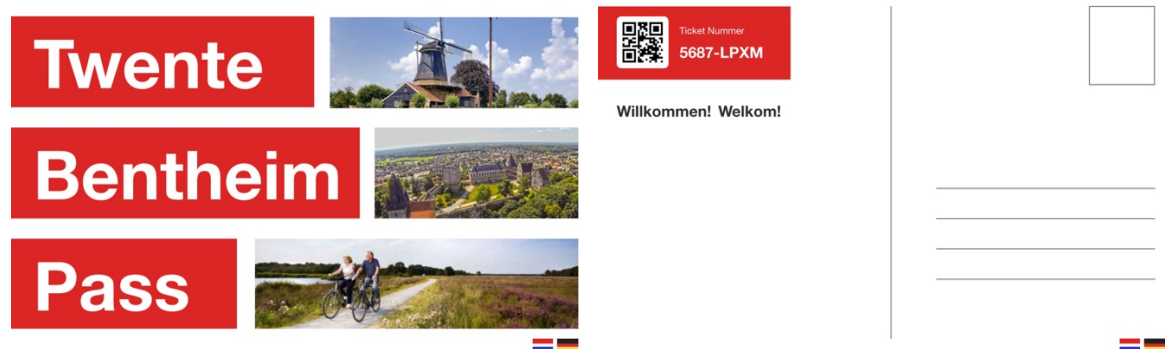 Twente
Bentheim
Pass
Ticket Nummer
5687-LPXM
Willkommen! Welkom!